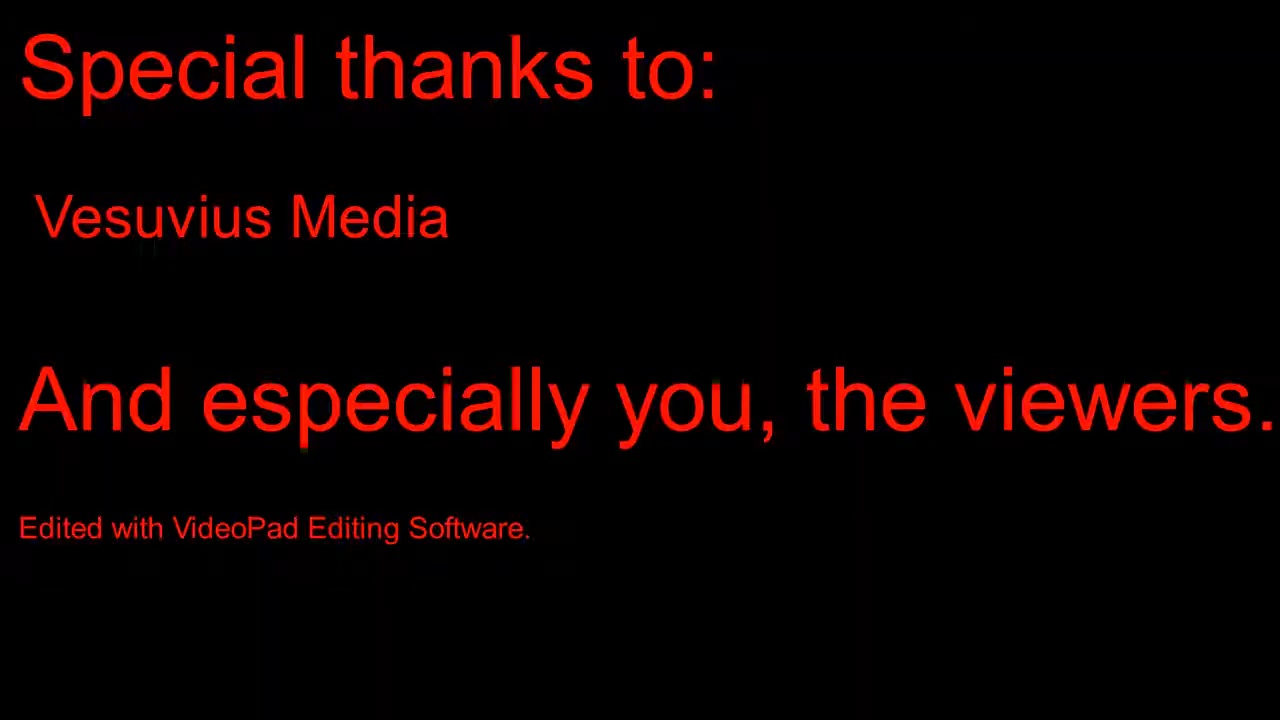 Special thanks to:
Vesuvius Media
And especially you, the viewers.
Edited with VideoPad Editing Software.